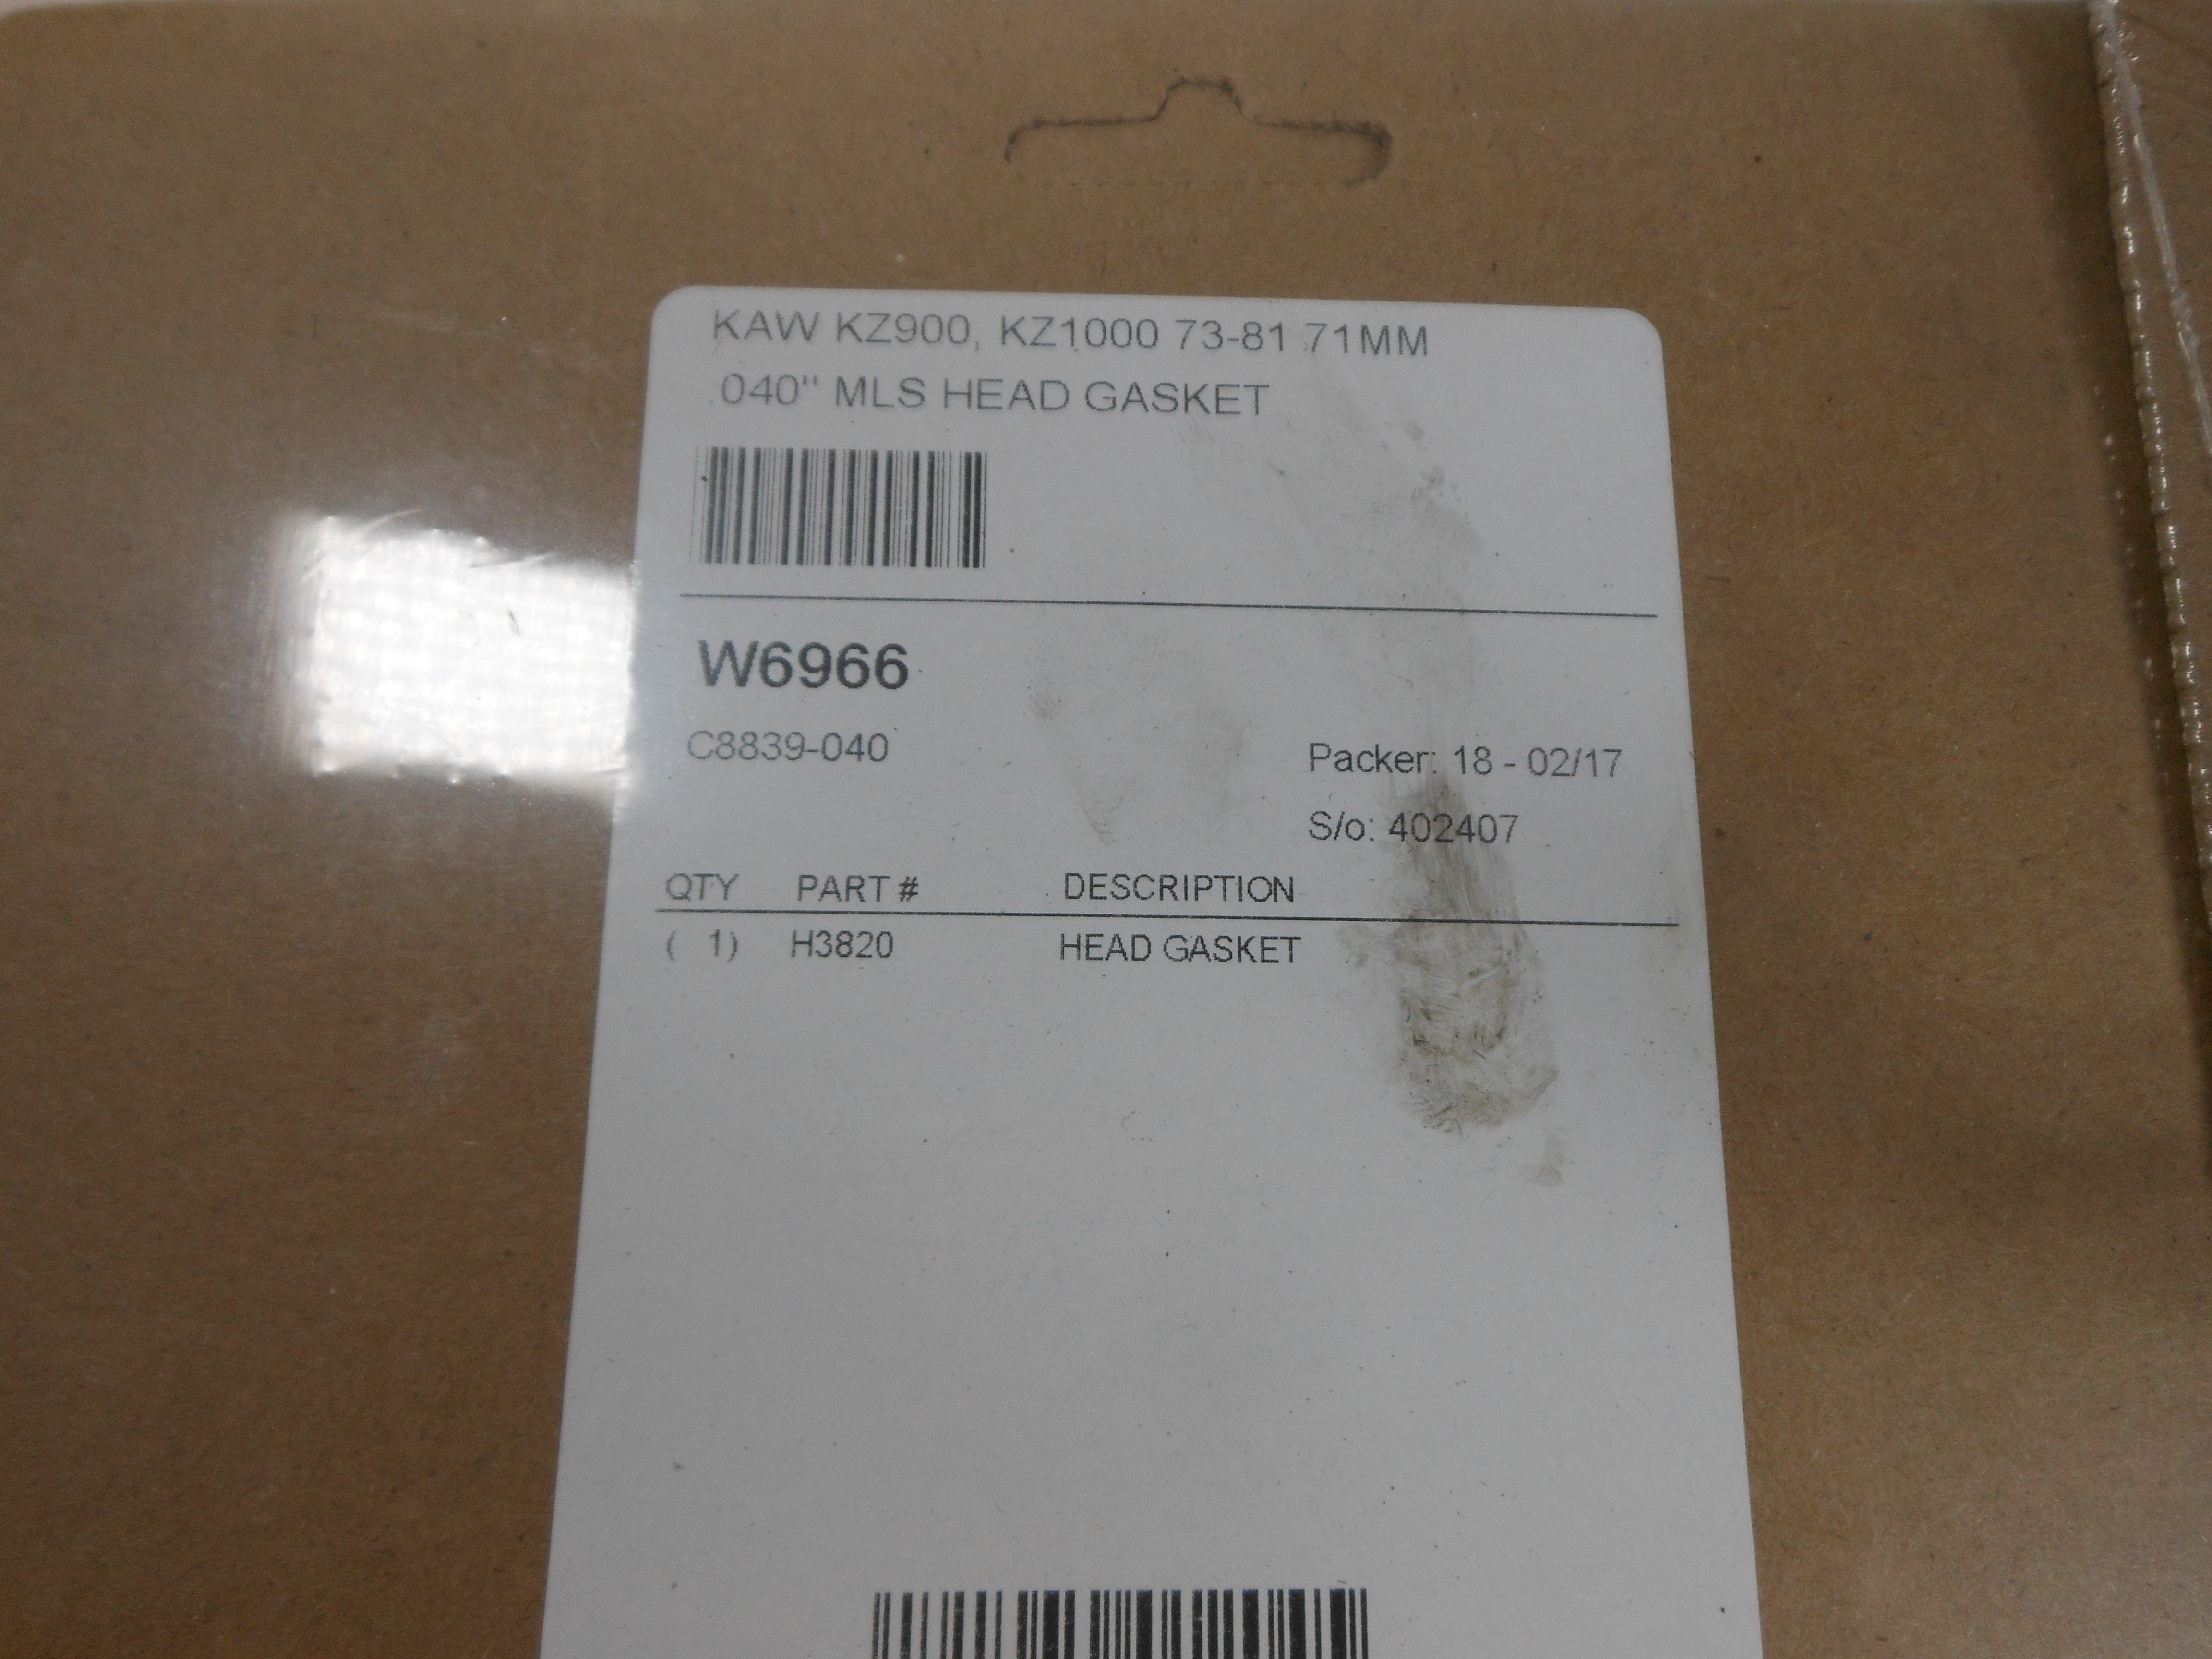 KAW KZ900, KZ1000 73-81 71MM
.040" MLS HEAD GASKET
W6966
C8839-040
Packer: 18 - 02/17
S/o: 402407
QTY PART # DESCRIPTION
( 1) H3820 HEAD GASKET